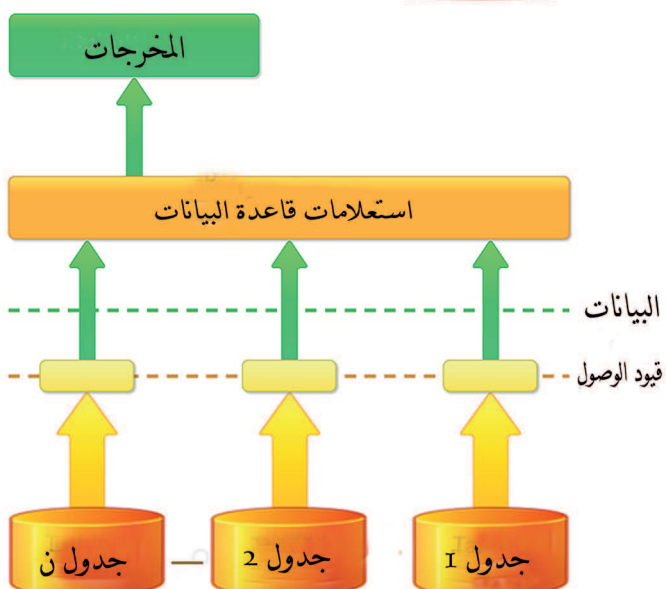 المخرجات
استعلامات قاعدة البيانات
البيانات
قيود الوصول
جدول 1
جدول 2
جدول ن